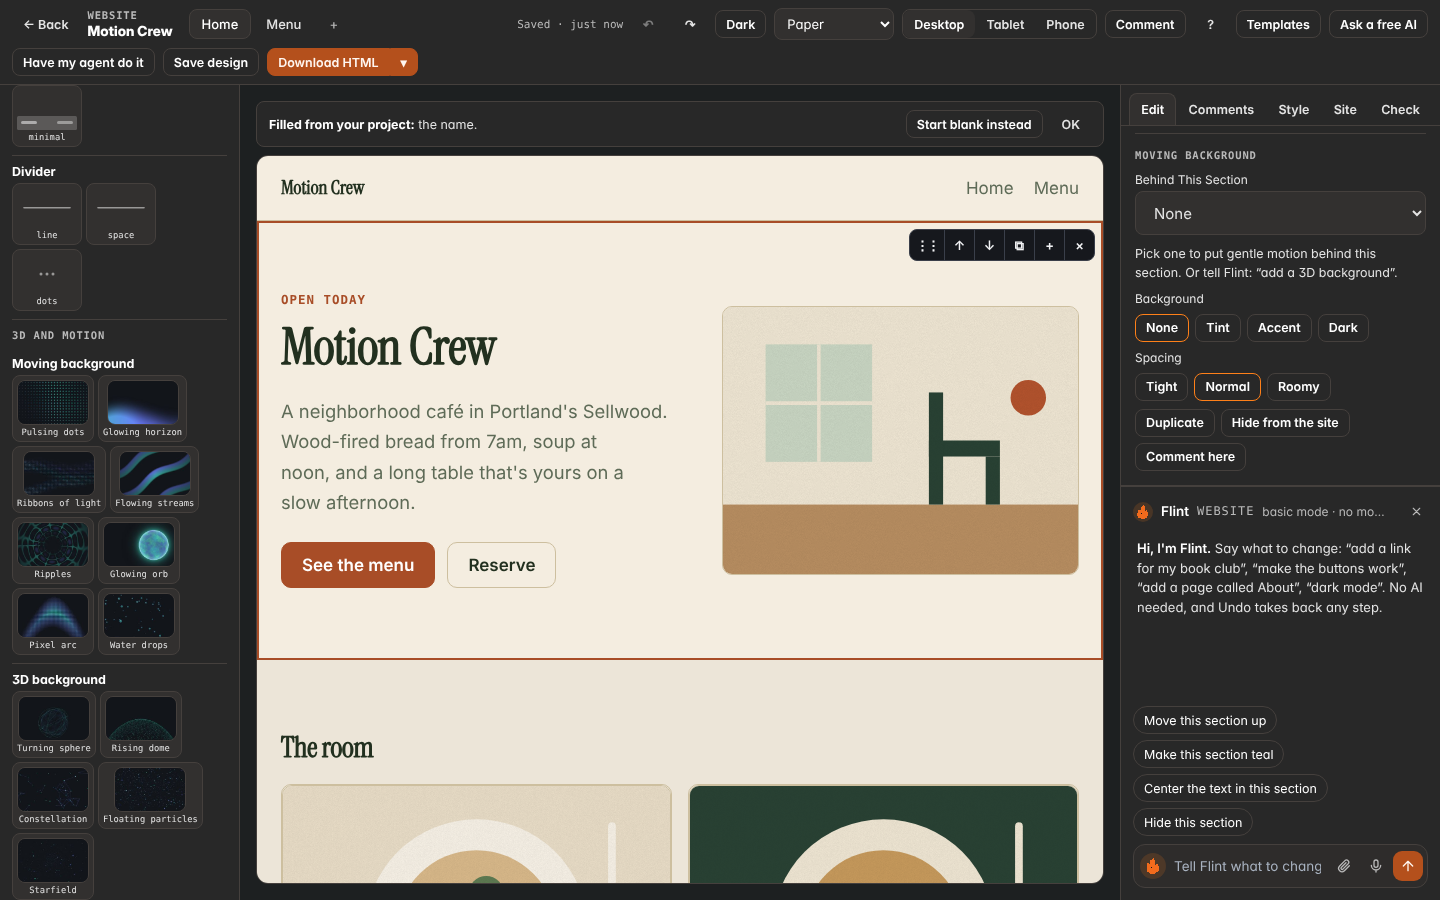 ← Back
WEBSITE
Motion Crew
Home
Menu
+
Saved · just now
Dark
Paper
Desktop
Tablet
Phone
Comment
?
Templates
Ask a free AI
Have my agent do it
Save design
Download HTML
minimal
Divider
line
space
dots
3D AND MOTION
Moving background
Pulsing dots
Glowing horizon
Ribbons of light
Flowing streams
Ripples
Glowing orb
Pixel arc
Water drops
3D background
Turning sphere
Rising dome
Constellation
Floating particles
Starfield
Filled from your project: the name.
Start blank instead
OK
Motion Crew
Home
Menu
OPEN TODAY
Motion Crew
A neighborhood café in Portland's Sellwood.
Wood-fired bread from 7am, soup at
noon, and a long table that's yours on a
slow afternoon.
See the menu
Reserve
The room
Edit
Comments
Style
Site
Check
MOVING BACKGROUND
Behind This Section
None
Pick one to put gentle motion behind this
section. Or tell Flint: “add a 3D background”.
Background
None
Tint
Accent
Dark
Spacing
Tight
Normal
Roomy
Duplicate
Hide from the site
Comment here
Flint WEBSITE basic mode · no mo...
Hi, I'm Flint. Say what to change: “add a link
for my book club”, “make the buttons work”,
“add a page called About”, “dark mode”. No AI
needed, and Undo takes back any step.
Move this section up
Make this section teal
Center the text in this section
Hide this section
Tell Flint what to chang